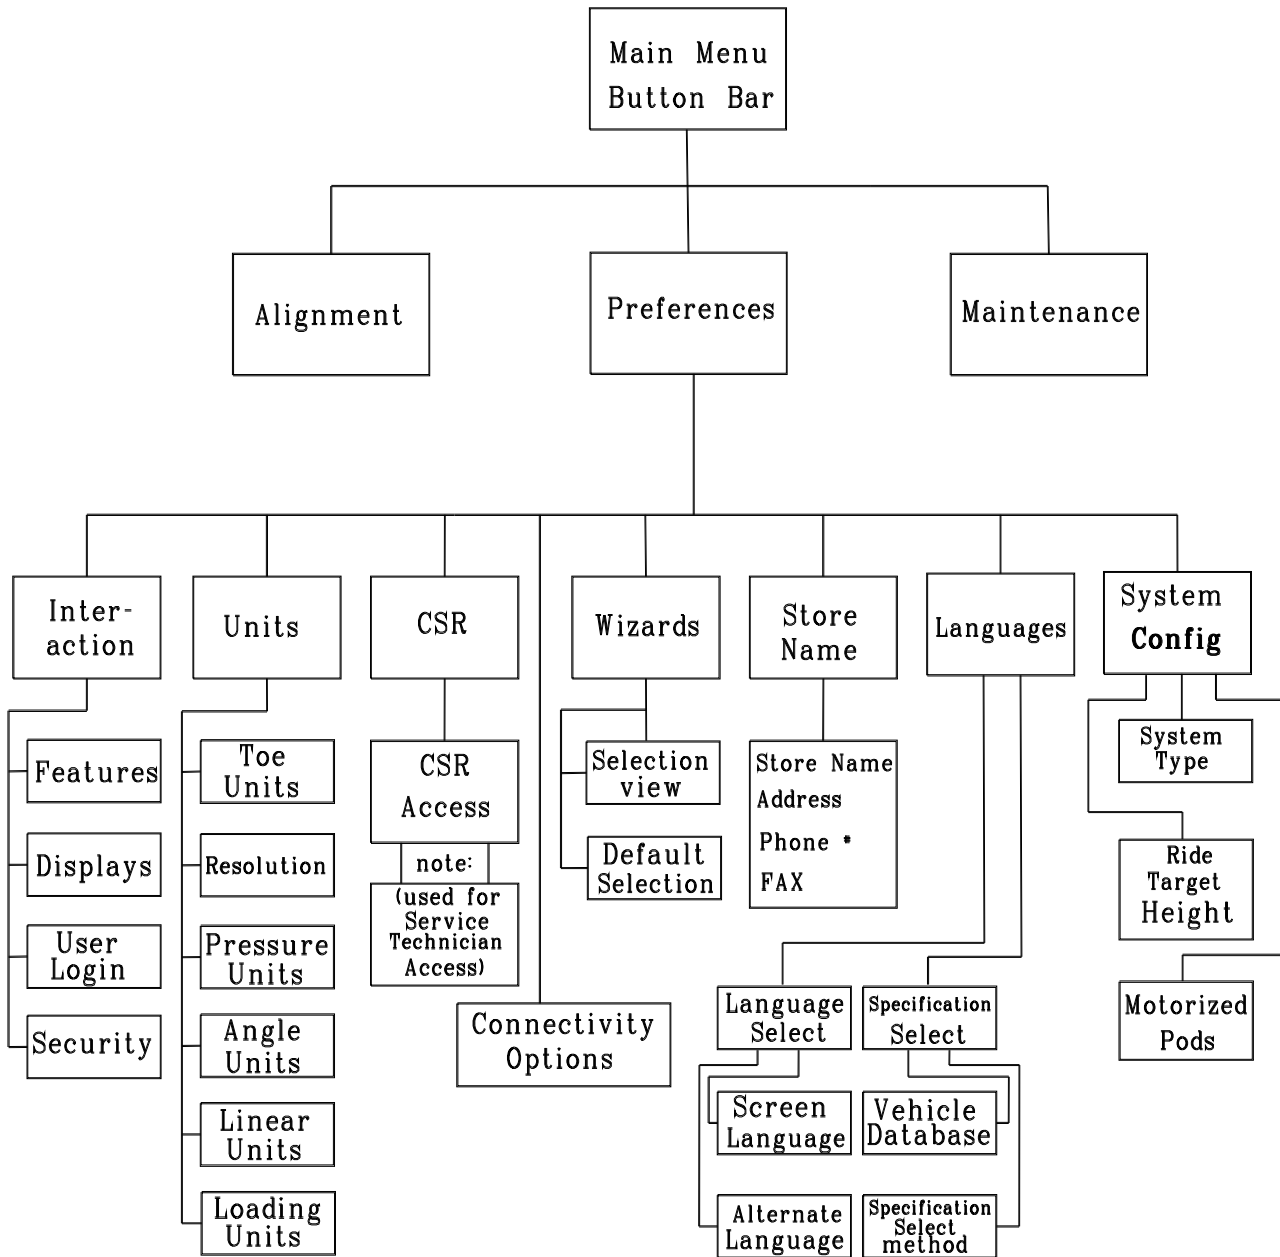 Main Menu
Button Bar
Alignment
Preferences
Maintenance
Inter-
action
Units
CSR
Wizards
Store
Name
Languages
System
Config
Features
Displays
User
Login
Security
Toe
Units
Resolution
Pressure
Units
Angle
Units
Linear
Units
Loading
Units
CSR
Access
note:
(used for
Service
Technician
Access)
Connectivity
Options
Selection
view
Default
Selection
Store Name
Address
Phone *
FAX
Language
Select
Screen
Language
Alternate
Language
Specification
Select
Vehicle
Database
Specification
Select
method
System
Type
Ride
Target
Height
Motorized
Pods